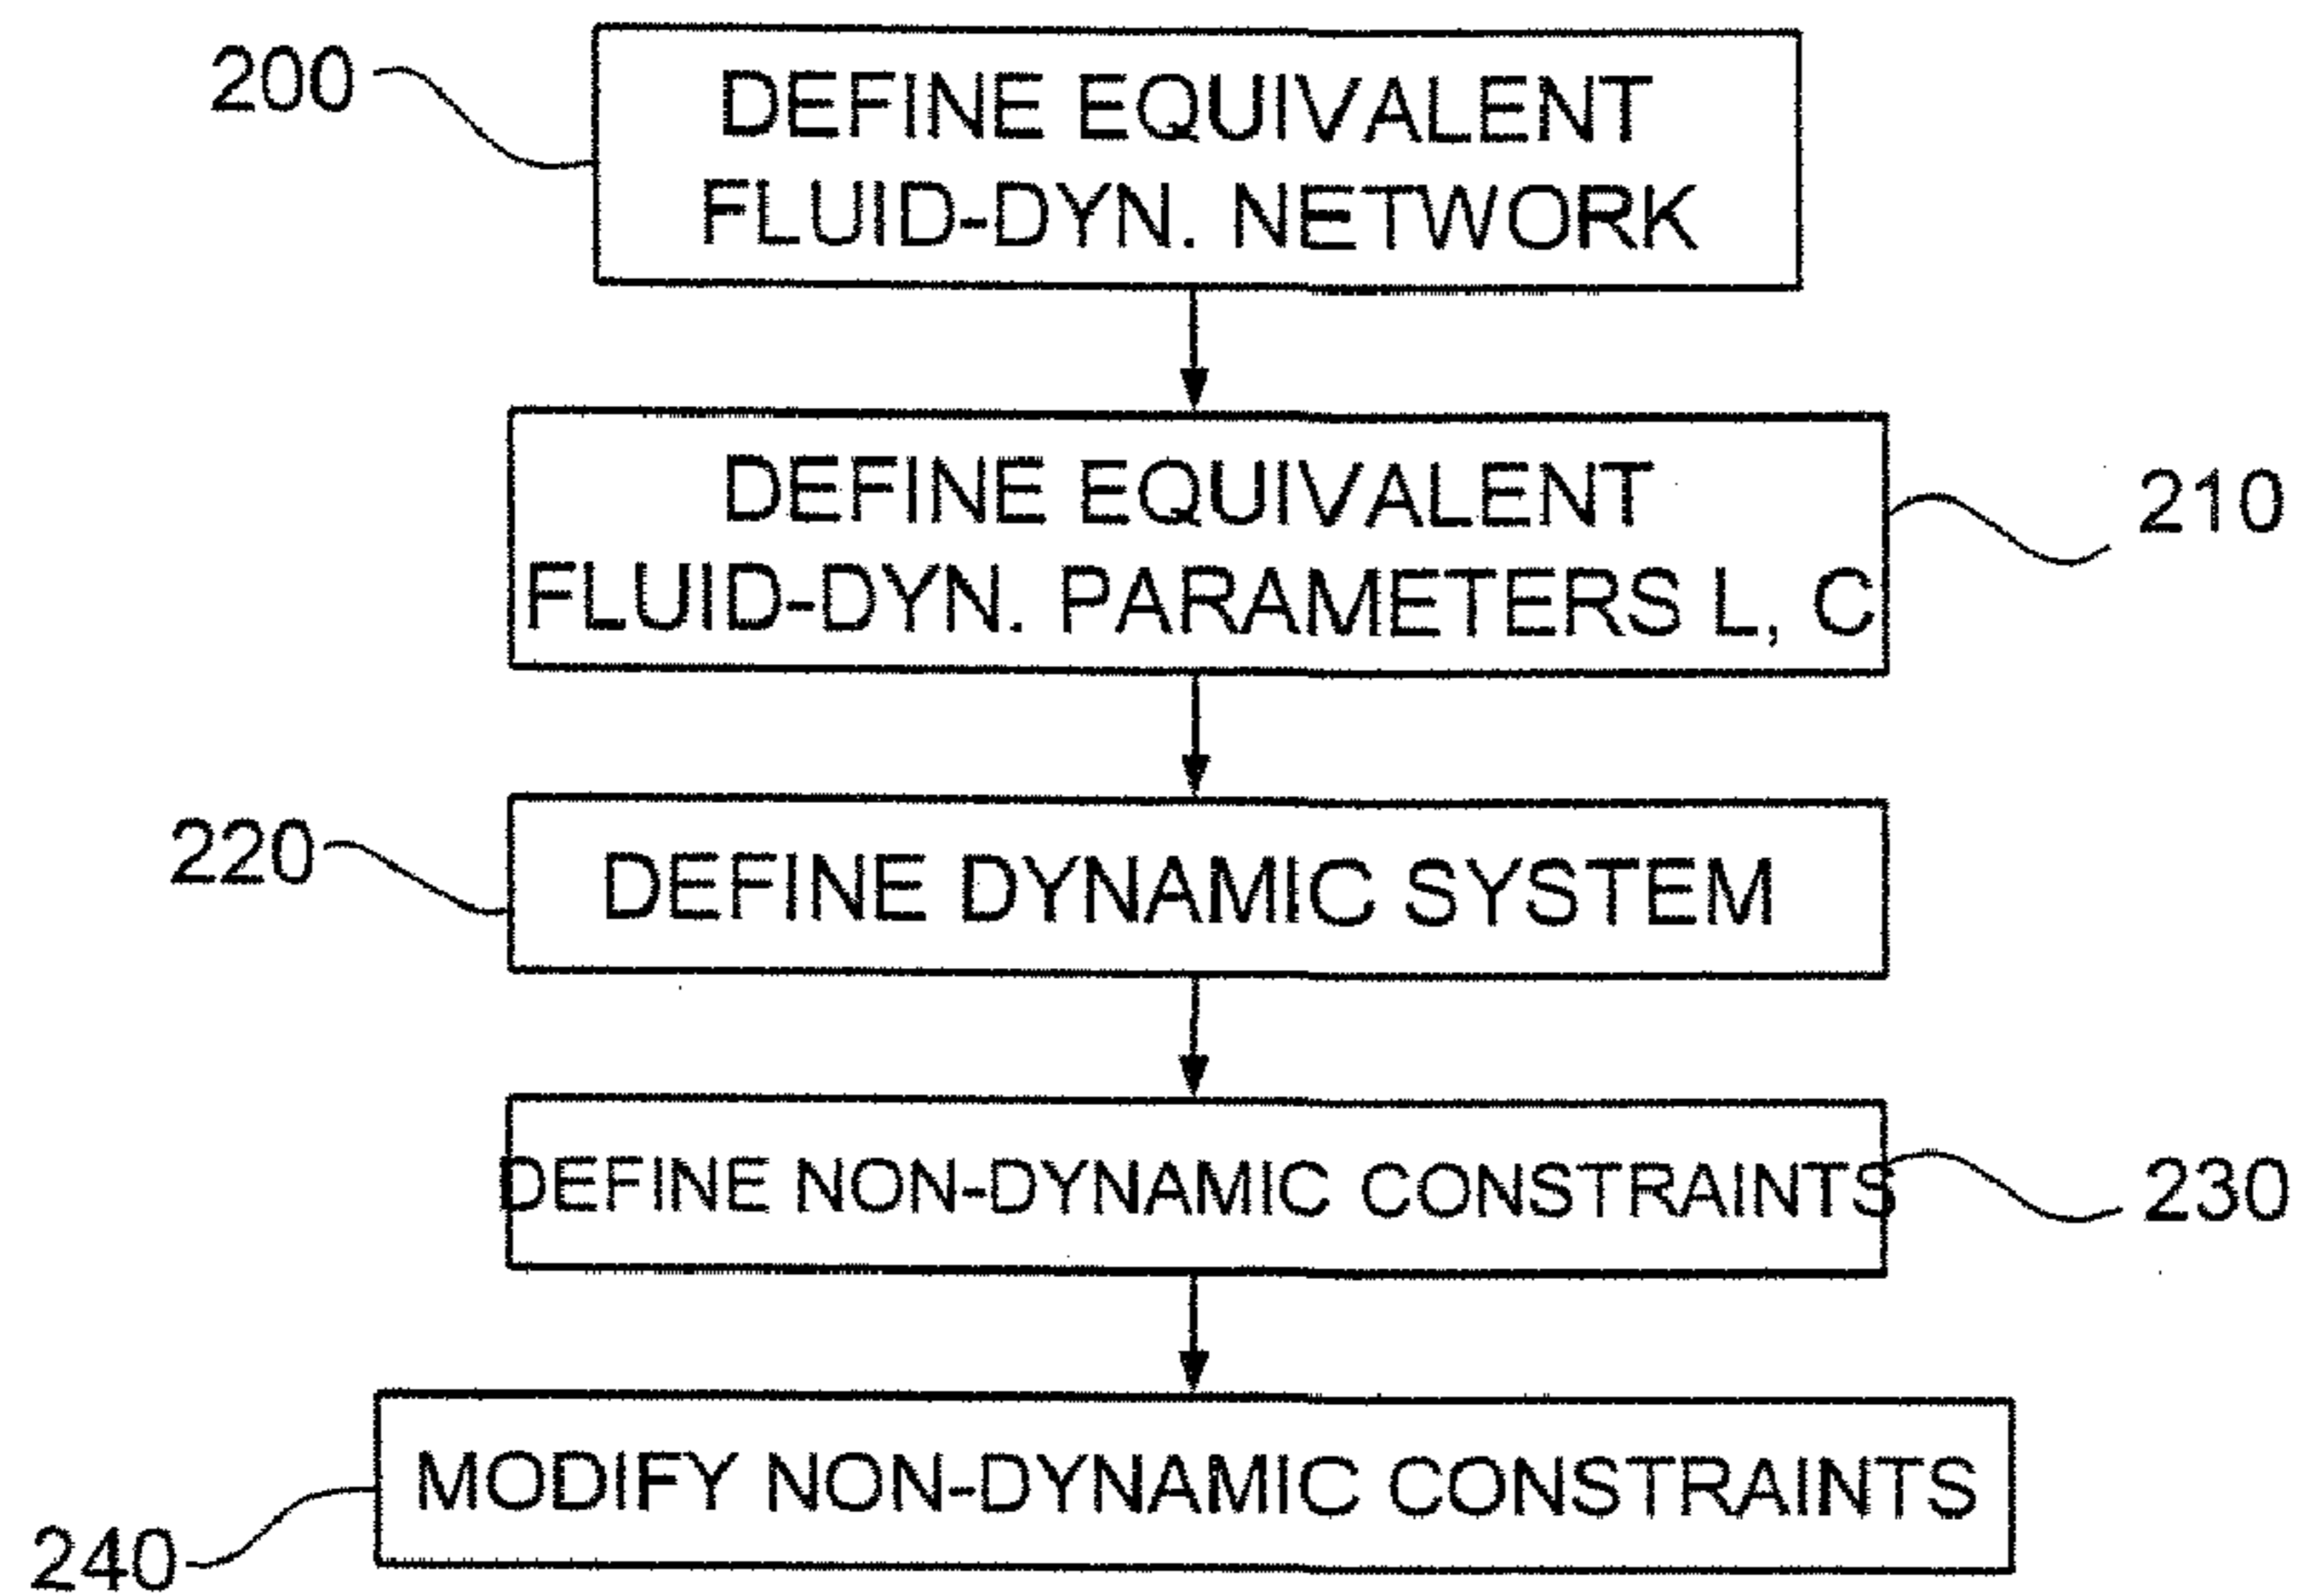 200
DEFINE EQUIVALENT
FLUID-DYN. NETWORK
DEFINE EQUIVALENT
FLUID-DYN. PARAMETERS L, C
210
220
DEFINE DYNAMIC SYSTEM
DEFINE NON-DYNAMIC CONSTRAINTS
230
MODIFY NON-DYNAMIC CONSTRAINTS
240